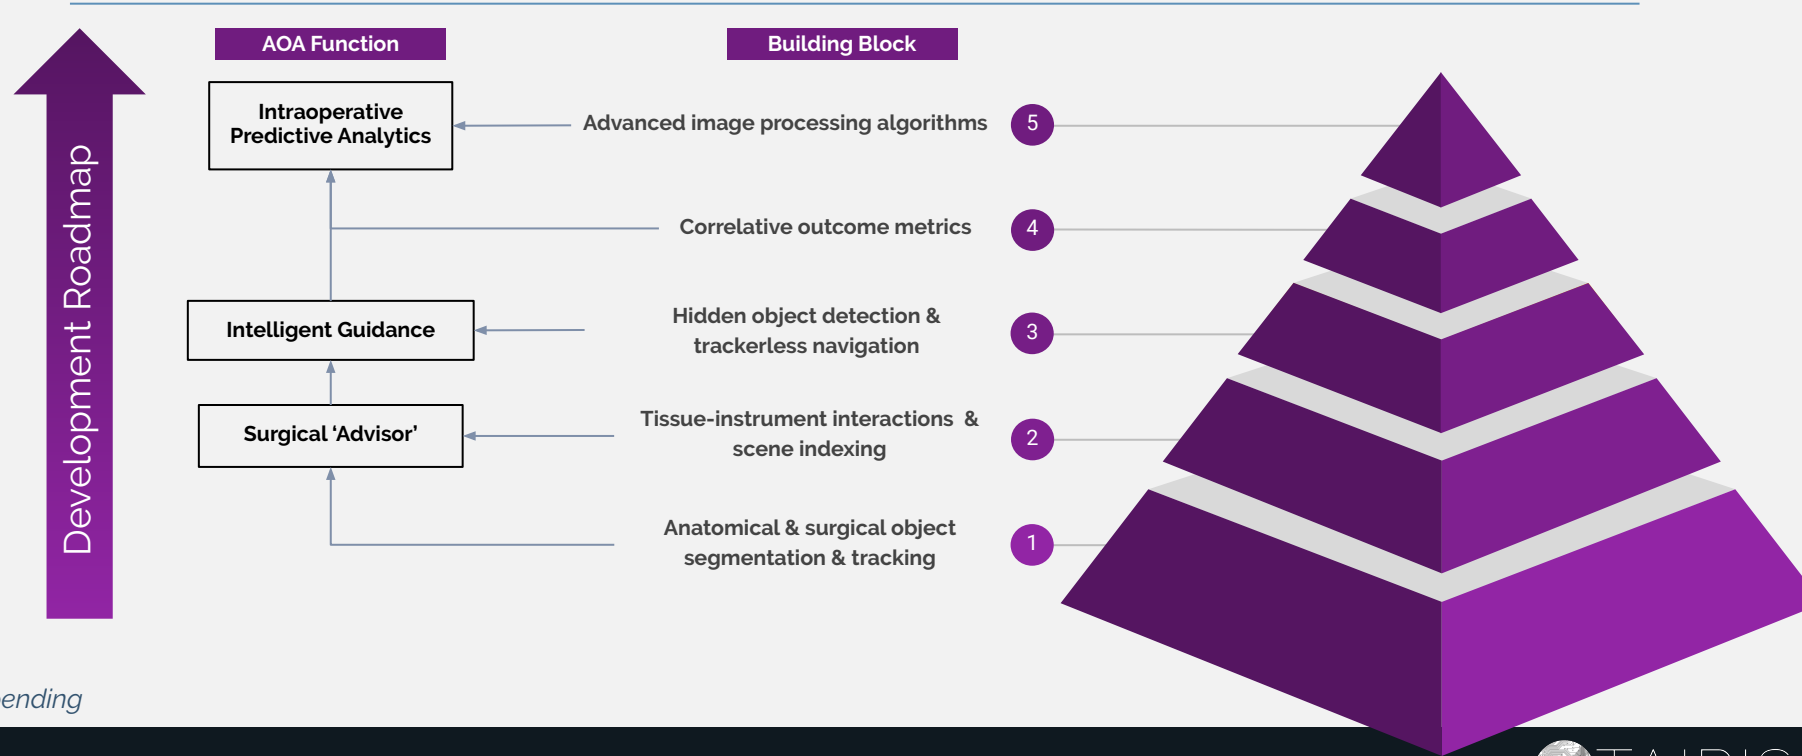 AOA Function
Building Block
Development Roadmap
Intraoperative
Predictive Analytics
Advanced image processing algorithms
5
Correlative outcome metrics
4
Intelligent Guidance
Hidden object detection &
trackerless navigation
3
Surgical ‘Advisor’
Tissue-instrument interactions &
scene indexing
2
Anatomical & surgical object
segmentation & tracking
1